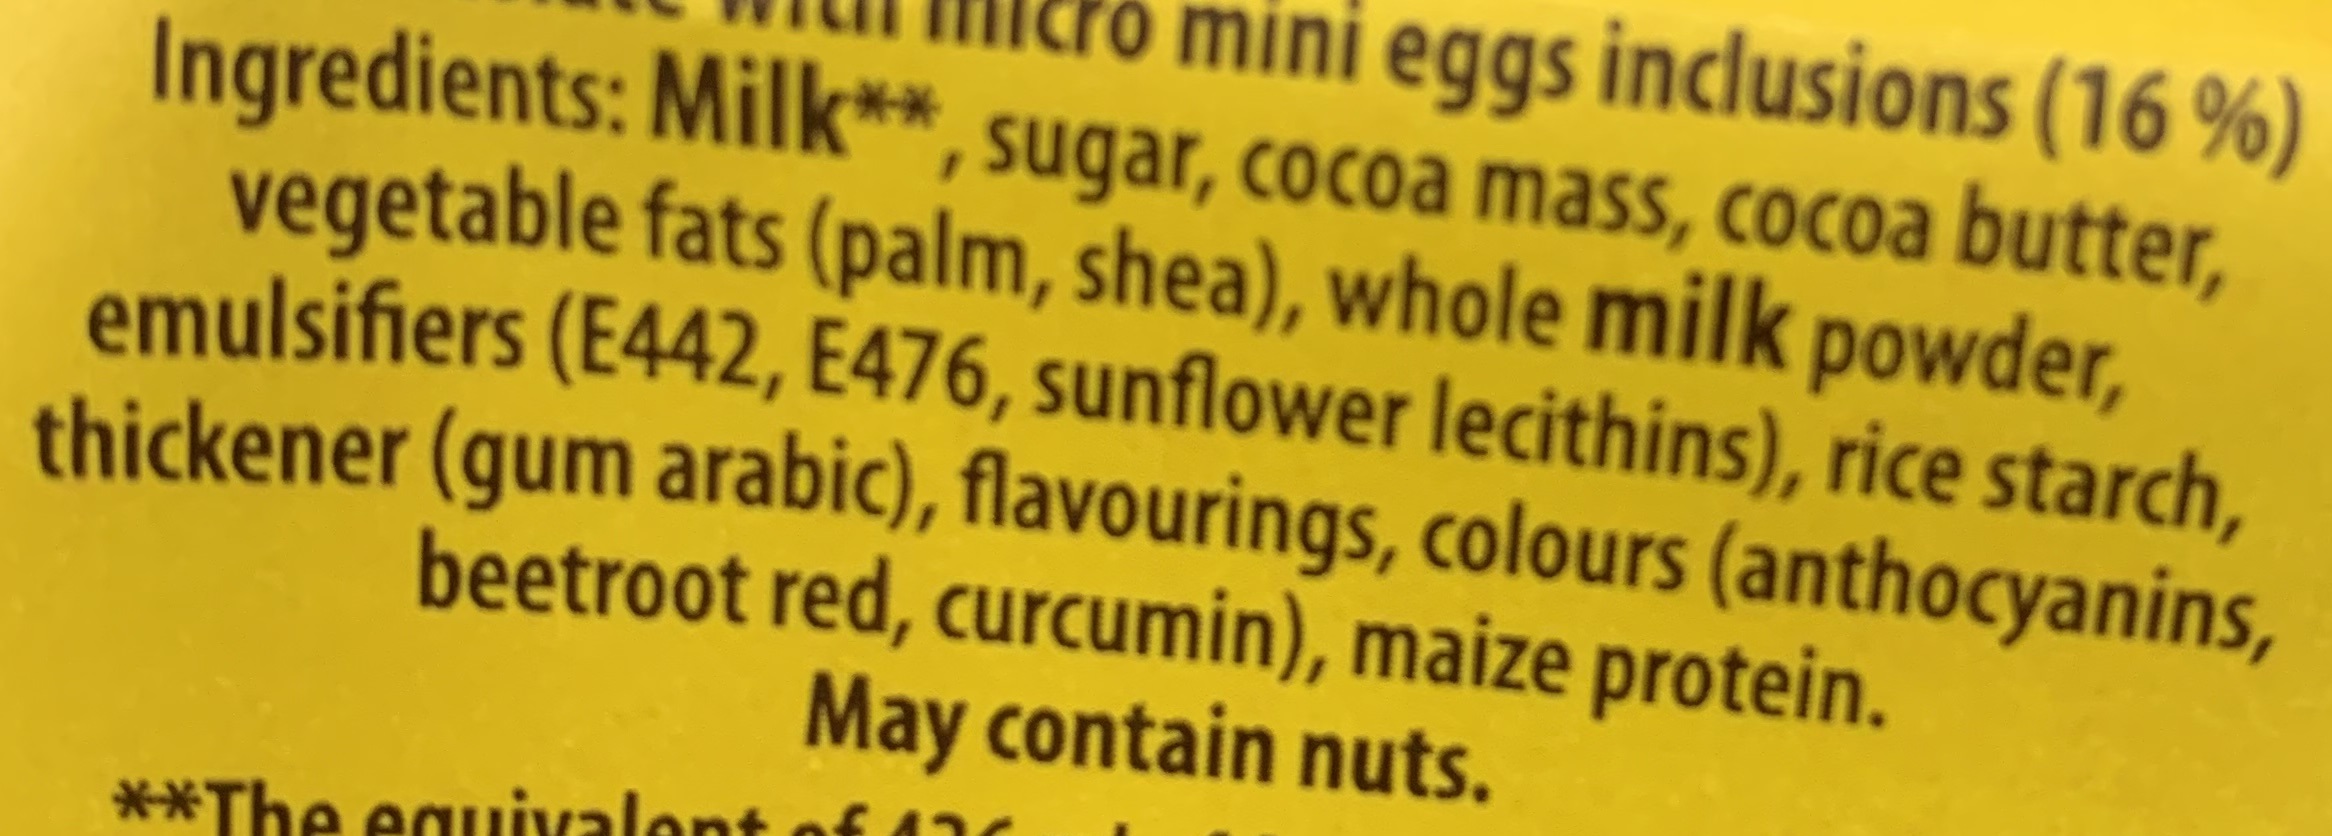 with micro mini eggs inclusions (16 %)
Ingredients: Milk**, sugar, cocoa mass, cocoa butter,
vegetable fats (palm, shea), whole milk powder,
emulsifiers (E442, E476, sunflower lecithins), rice starch,
thickener (gum arabic), flavourings, colours (anthocyanins,
beetroot red, curcumin), maize protein.
May contain nuts.
**The equivalent of 426